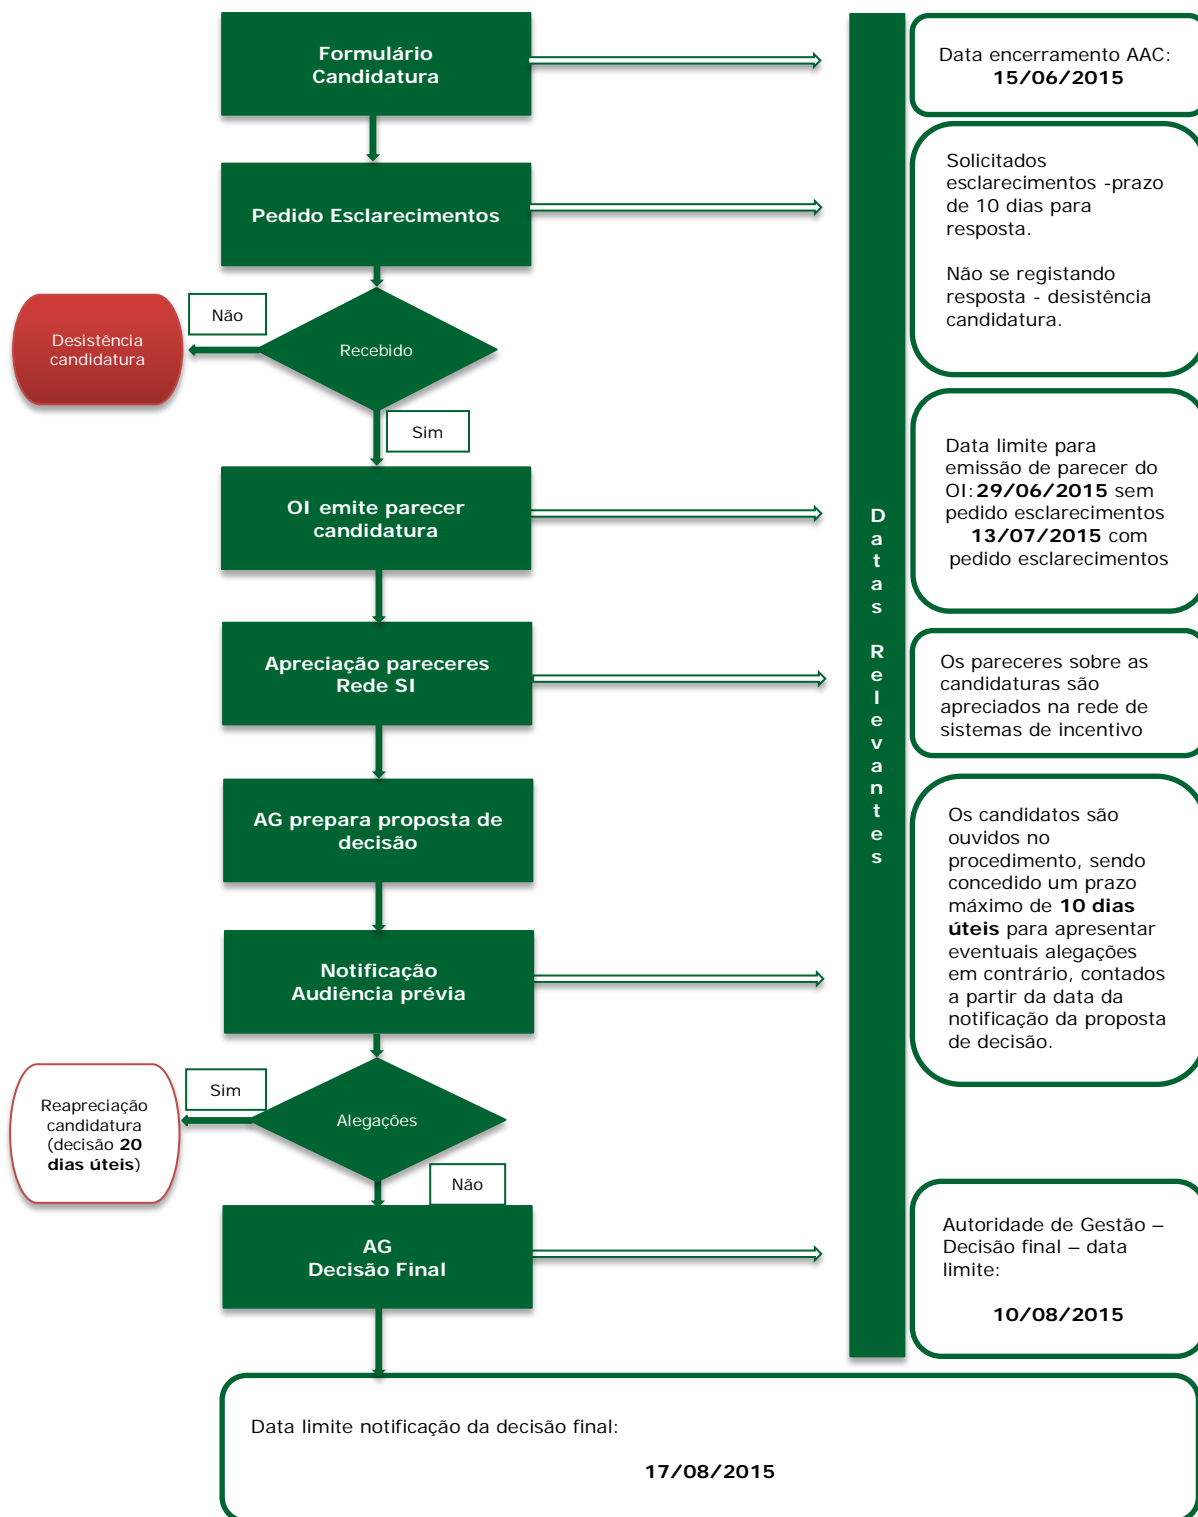 Formulário
Candidatura
Data encerramento AAC:
15/06/2015
Pedido Esclarecimentos
Solicitados
esclarecimentos -prazo
de 10 dias para
resposta.
Não se registando
resposta - desistência
candidatura.
Não
Desistência
candidatura
Recebido
Sim
OI emite parecer
candidatura
Data limite para
emissão de parecer do
OI: 29/06/2015 sem
pedido esclarecimentos
13/07/2015 com
pedido esclarecimentos
Datas Relevantes
Apreciação pareceres
Rede SI
Os pareceres sobre as
candidaturas são
apreciados na rede de
sistemas de incentivo
AG prepara proposta de
decisão
Os candidatos são
ouvidos no
procedimento, sendo
concedido um prazo
máximo de 10 dias
úteis para apresentar
eventuais alegações
em contrário, contados
a partir da data da
notificação da proposta
de decisão.
Notificação
Audiência prévia
Sim
Reapreciação
candidatura
(decisão 20
dias úteis)
Alegações
Não
AG
Decisão Final
Autoridade de Gestão –
Decisão final – data
limite:
10/08/2015
Data limite notificação da decisão final:
17/08/2015